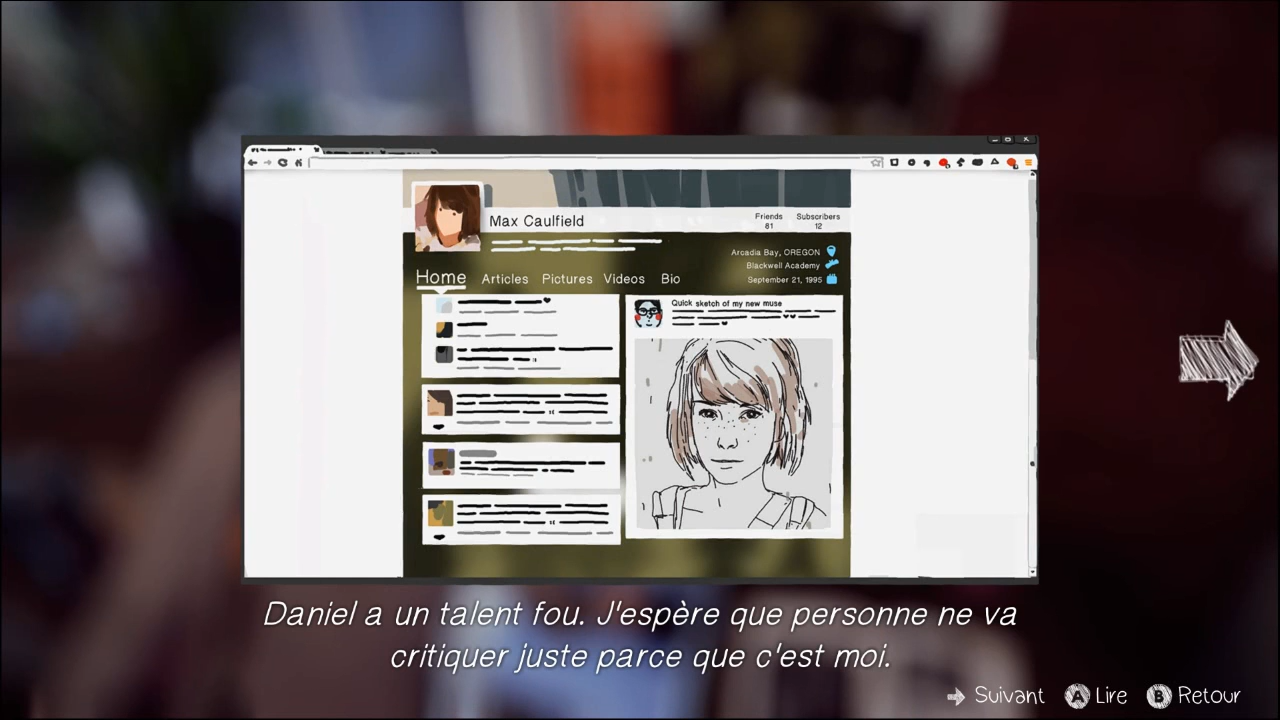 Max Caulfield
Friends
81
Subscribers
12
Arcadia Bay, OREGON
Blackwell Academy
September 21, 1995
Home Articles Pictures Videos Bio
Quick sketch of my new muse
Daniel a un talent fou. J'espère que personne ne va
critiquer juste parce que c'est moi.
Suivant A Lire B Retour